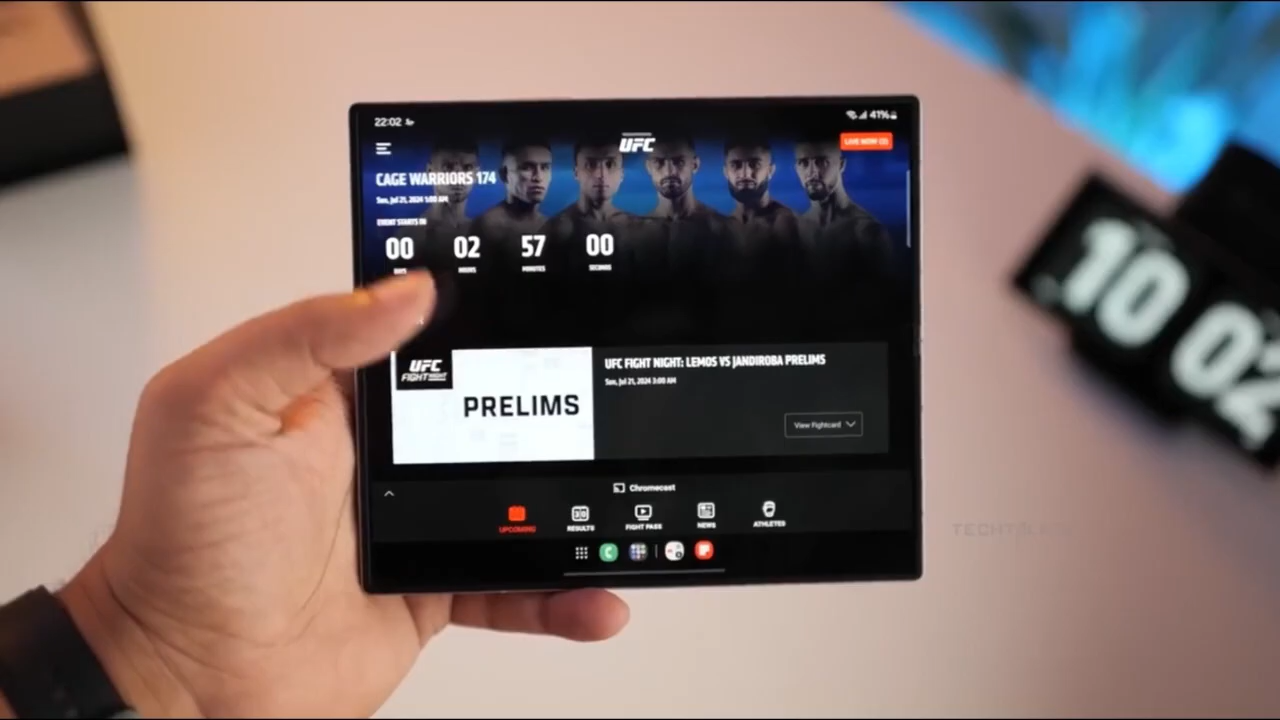 22:02
41%
UFC
LIVE NOW (3)
CAGE WARRIORS 174
Sun, Jul 21, 2024 1:00 AM
EVENT STARTS IN
00 02 57 00
DAYS HOURS MINUTES SECONDS
UFC
FIGHT NIGHT
PRELIMS
UFC FIGHT NIGHT: LEMOS VS JANDIROBA PRELIMS
Sun, Jul 21, 2024 3:00 AM
View Fightcard
Chromecast
UPCOMING
RESULTS
FIGHT PASS
NEWS
ATHLETES
10 02